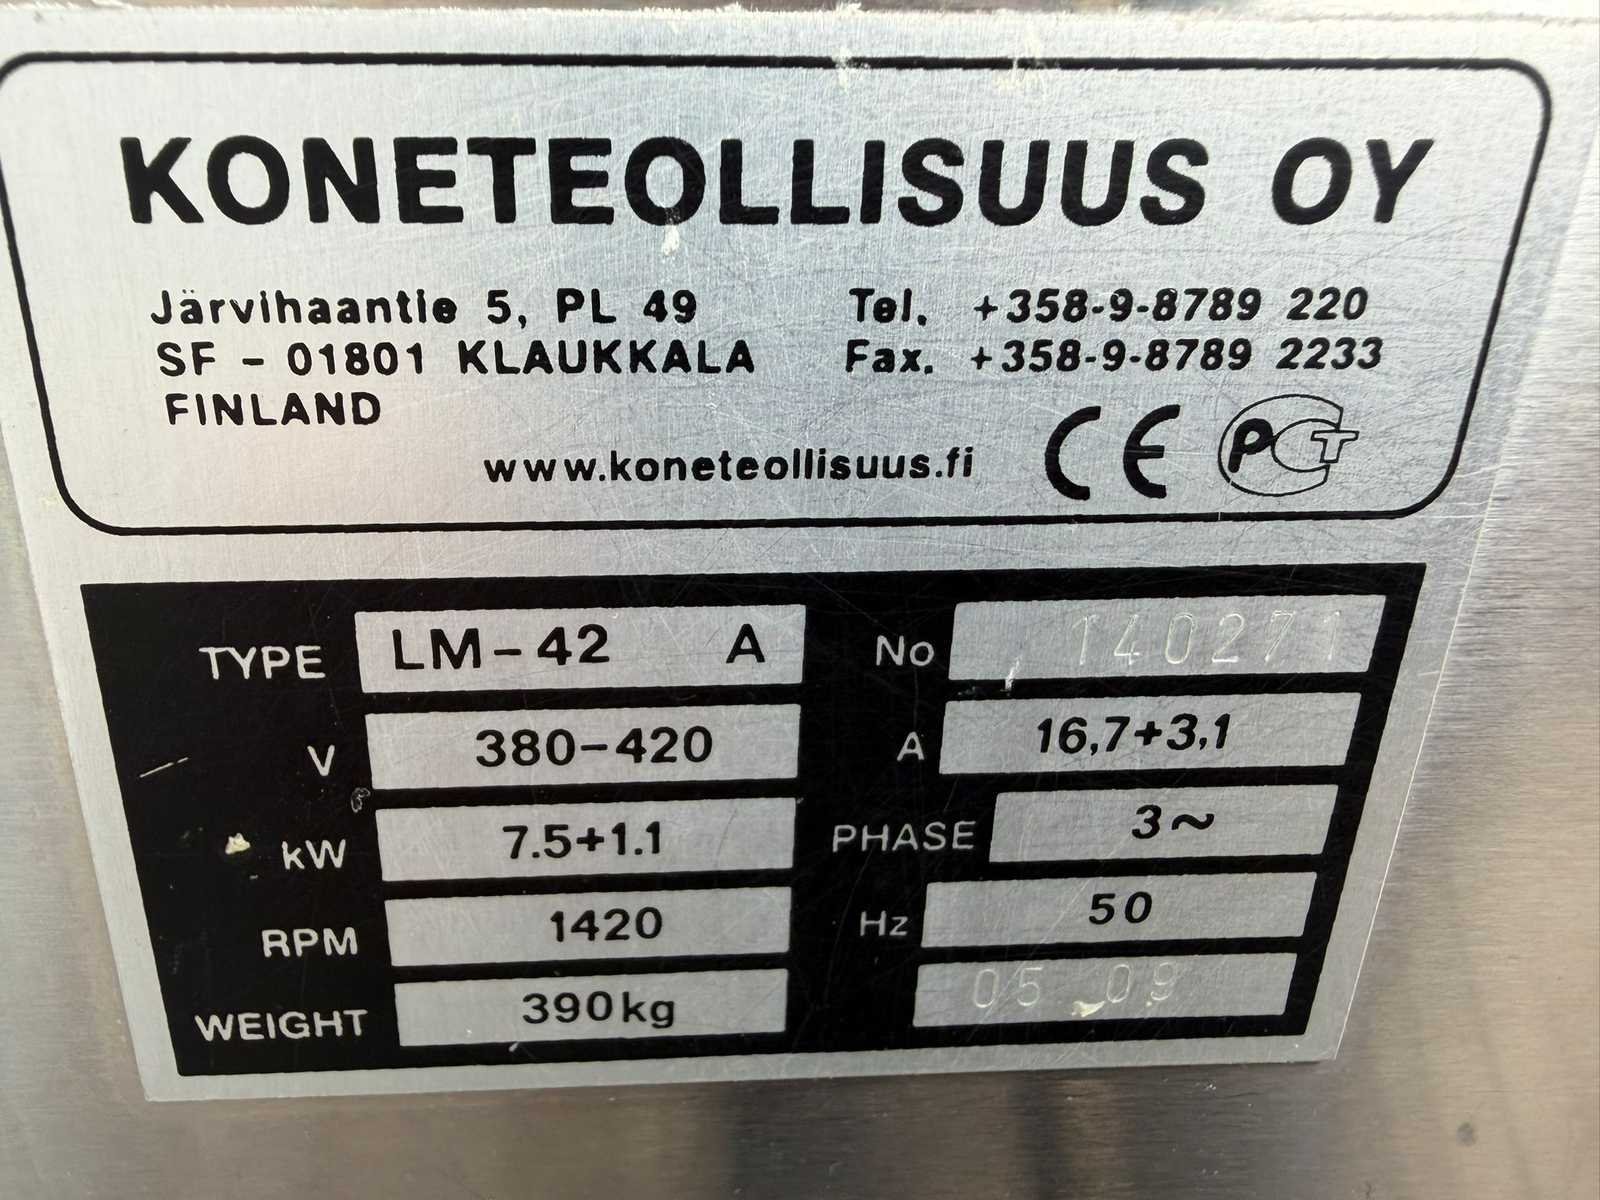 KONETEOLLISUUS OY
Järvihaantie 5, PL 49
SF - 01801 KLAUKKALA
FINLAND
Tel. +358-9-8789 220
Fax. +358-9-8789 2233
www.koneteollisuus.fi
CE PCT
TYPE LM-42 A No 140271
V 380-420 A 16,7+3,1
kW 7.5+1.1 PHASE 3~
RPM 1420 Hz 50
WEIGHT 390kg 05 09